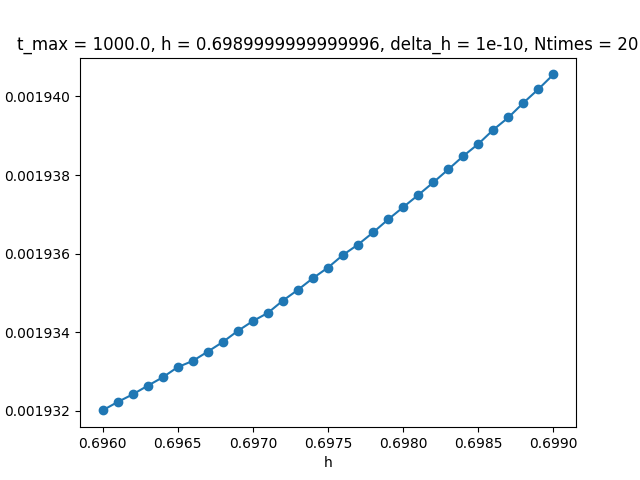 t_max = 1000.0, h = 0.6989999999999996, delta_h = 1e-10, Ntimes = 20
0.001940
0.001938
0.001936
0.001934
0.001932
0.6960 0.6965 0.6970 0.6975 0.6980 0.6985 0.6990
h